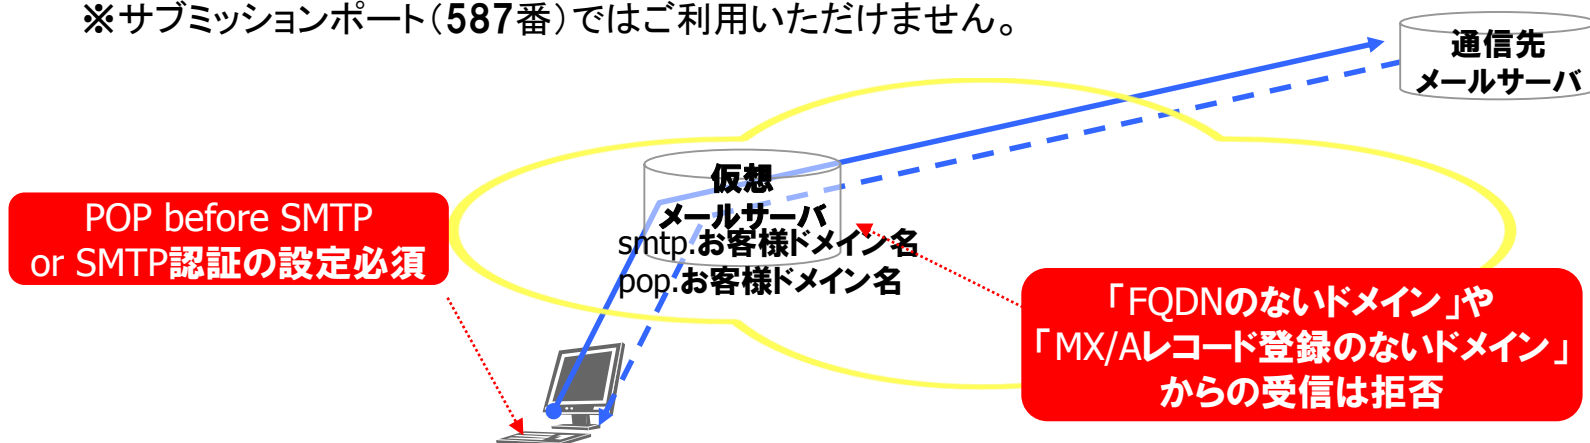 ※サブミッションポート（587番）ではご利用いただけません。
通信先
メールサーバ
仮想
メールサーバ
smtp.お客様ドメイン名
pop.お客様ドメイン名
POP before SMTP
or SMTP認証の設定必須
「FQDNのないドメイン」や
「MX/Aレコード登録のないドメイン」
からの受信は拒否